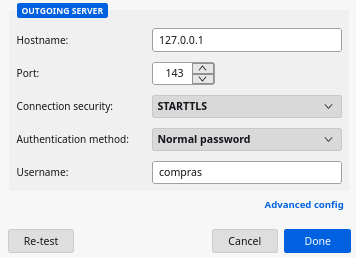 OUTGOING SERVER
Hostname: 127.0.0.1
Port: 143
Connection security: STARTTLS
Authentication method: Normal password
Username: compras
Advanced config
Re-test Cancel Done